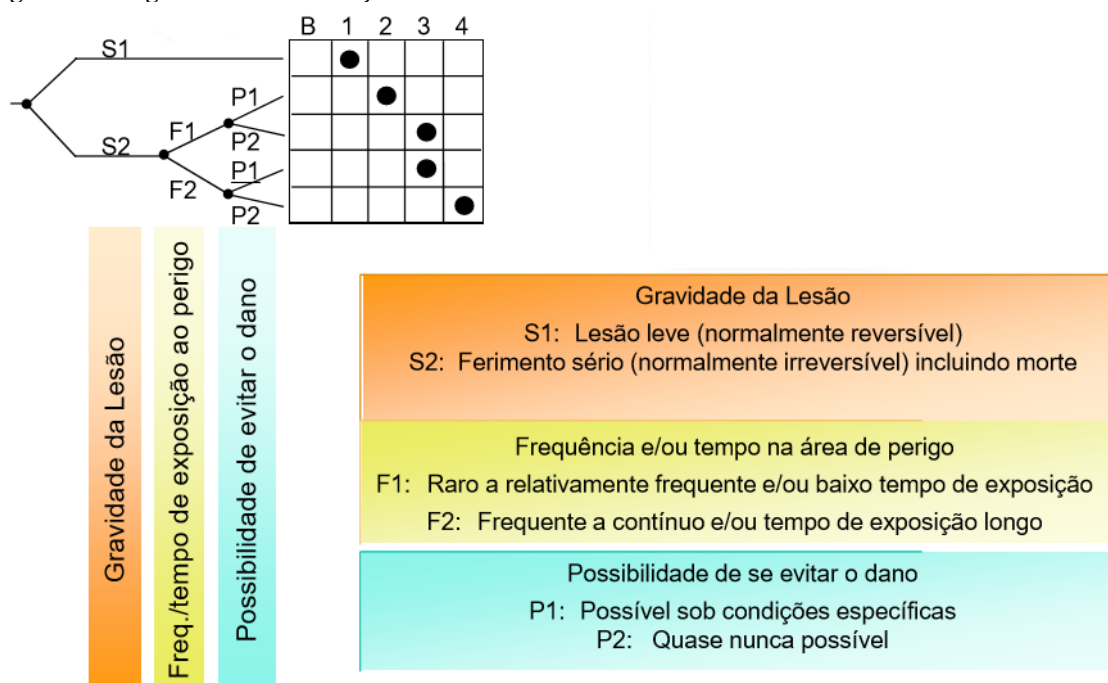 B 1 2 3 4
S1
P1
F1
P2
S2
P1
F2
P2
Gravidade da Lesão
Freq./tempo de exposição ao perigo
Possibilidade de evitar o dano
Gravidade da Lesão
S1: Lesão leve (normalmente reversível)
S2: Ferimento sério (normalmente irreversível) incluindo morte
Frequência e/ou tempo na área de perigo
F1: Raro a relativamente frequente e/ou baixo tempo de exposição
F2: Frequente a contínuo e/ou tempo de exposição longo
Possibilidade de se evitar o dano
P1: Possível sob condições específicas
P2: Quase nunca possível